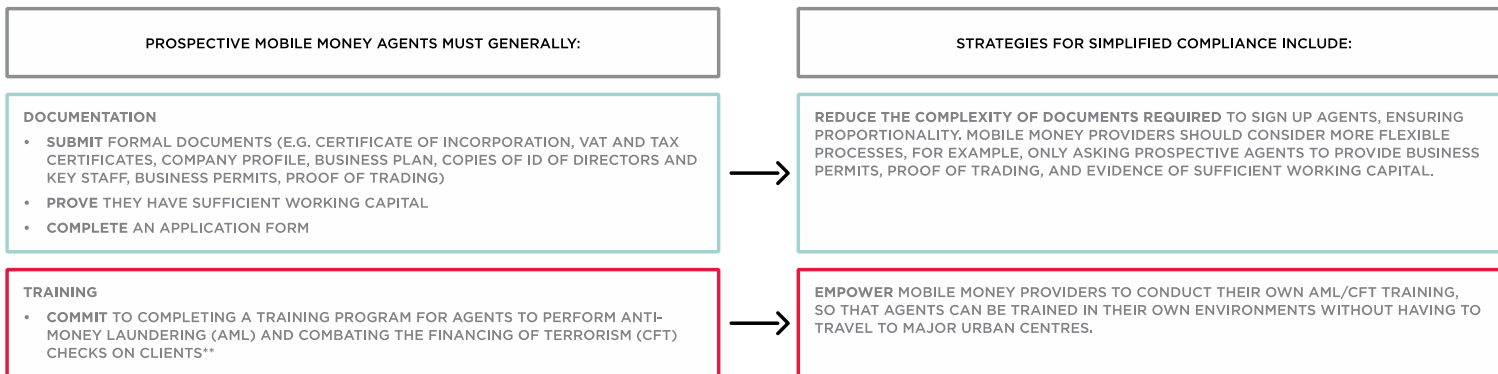 PROSPECTIVE MOBILE MONEY AGENTS MUST GENERALLY:
STRATEGIES FOR SIMPLIFIED COMPLIANCE INCLUDE:
DOCUMENTATION
• SUBMIT FORMAL DOCUMENTS (E.G. CERTIFICATE OF INCORPORATION, VAT AND TAX
CERTIFICATES, COMPANY PROFILE, BUSINESS PLAN, COPIES OF ID OF DIRECTORS AND
KEY STAFF, BUSINESS PERMITS, PROOF OF TRADING)
• PROVE THEY HAVE SUFFICIENT WORKING CAPITAL
• COMPLETE AN APPLICATION FORM
REDUCE THE COMPLEXITY OF DOCUMENTS REQUIRED TO SIGN UP AGENTS, ENSURING
PROPORTIONALITY. MOBILE MONEY PROVIDERS SHOULD CONSIDER MORE FLEXIBLE
PROCESSES, FOR EXAMPLE, ONLY ASKING PROSPECTIVE AGENTS TO PROVIDE BUSINESS
PERMITS, PROOF OF TRADING, AND EVIDENCE OF SUFFICIENT WORKING CAPITAL.
TRAINING
• COMMIT TO COMPLETING A TRAINING PROGRAM FOR AGENTS TO PERFORM ANTI-
MONEY LAUNDERING (AML) AND COMBATING THE FINANCING OF TERRORISM (CFT)
CHECKS ON CLIENTS**
EMPOWER MOBILE MONEY PROVIDERS TO CONDUCT THEIR OWN AML/CFT TRAINING,
SO THAT AGENTS CAN BE TRAINED IN THEIR OWN ENVIRONMENTS WITHOUT HAVING TO
TRAVEL TO MAJOR URBAN CENTRES.